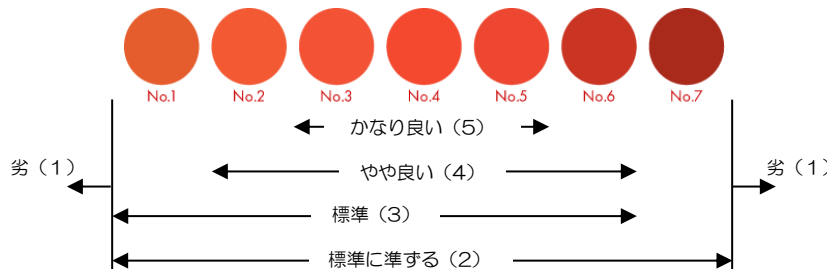 No.1 No.2 No.3 No.4 No.5 No.6 No.7
かなり良い（5）
劣（1） やや良い（4） 劣（1）
標準（3）
標準に準ずる（2）